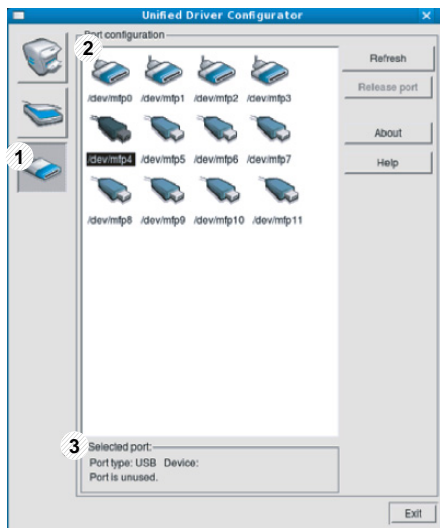 Unified Driver Configurator
Port configuration
2
Refresh
/dev/mfp0 /dev/mfp1 /dev/mfp2 /dev/mfp3
Release port
About
1
/dev/mfp4 /dev/mfp5 /dev/mfp6 /dev/mfp7
Help
/dev/mfp8 /dev/mfp9 /dev/mfp10 /dev/mfp11
3
Selected port:
Port type: USB Device:
Port is unused.
Exit